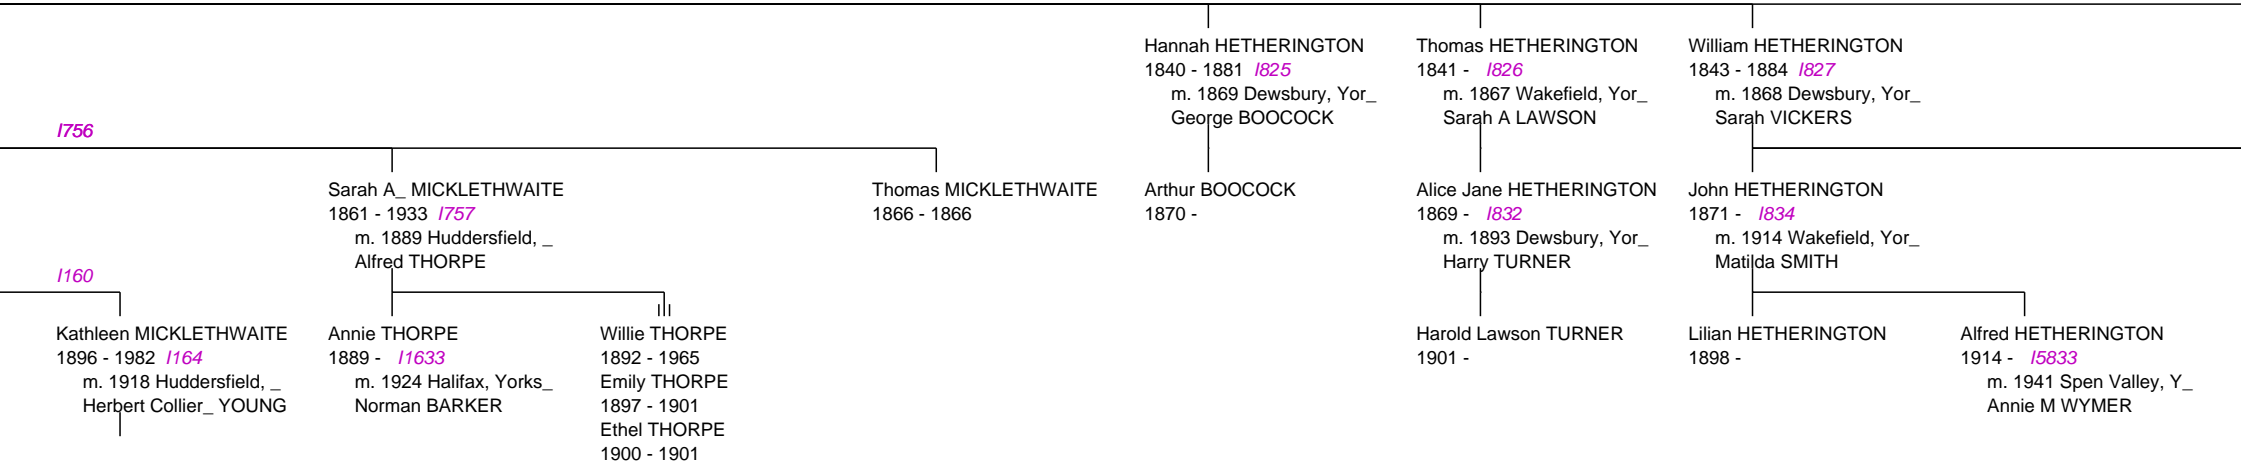 Hannah HETHERINGTON
1840 - 1881 I825
m. 1869 Dewsbury, Yor_
George BOOCOCK
Thomas HETHERINGTON
1841 - I826
m. 1867 Wakefield, Yor_
Sarah A LAWSON
William HETHERINGTON
1843 - 1884 I827
m. 1868 Dewsbury, Yor_
Sarah VICKERS
I756
Sarah A_ MICKLETHWAITE
1861 - 1933 I757
m. 1889 Huddersfield, _
Alfred THORPE
Thomas MICKLETHWAITE
1866 - 1866
Arthur BOOCOCK
1870 -
Alice Jane HETHERINGTON
1869 - I832
m. 1893 Dewsbury, Yor_
Harry TURNER
John HETHERINGTON
1871 - I834
m. 1914 Wakefield, Yor_
Matilda SMITH
I160
Kathleen MICKLETHWAITE
1896 - 1982 I164
m. 1918 Huddersfield, _
Herbert Collier_ YOUNG
Annie THORPE
1889 - I1633
m. 1924 Halifax, Yorks_
Norman BARKER
Willie THORPE
1892 - 1965
Emily THORPE
1897 - 1901
Ethel THORPE
1900 - 1901
Harold Lawson TURNER
1901 -
Lilian HETHERINGTON
1898 -
Alfred HETHERINGTON
1914 - I5833
m. 1941 Spen Valley, Y_
Annie M WYMER